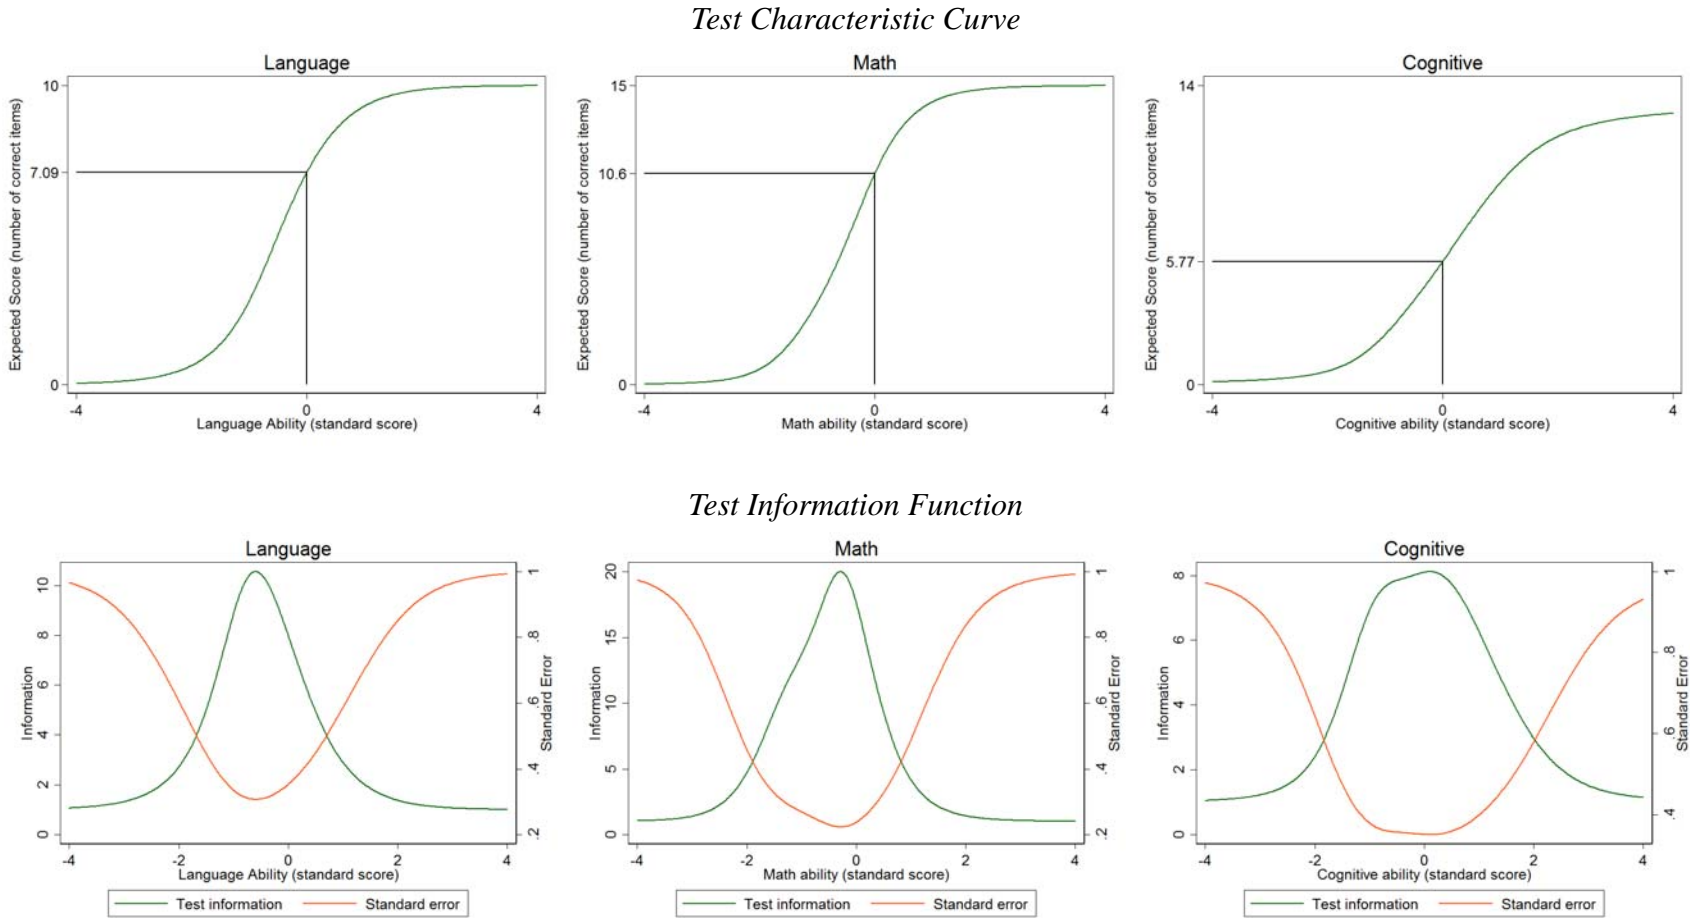 Test Characteristic Curve
Language
Expected Score (number of correct items)
10
7.09
0
-4
0
4
Language Ability (standard score)
Math
Expected Score (number of correct items)
15
10.6
0
-4
0
4
Math ability (standard score)
Cognitive
Expected Score (number of correct items)
14
5.77
0
-4
0
4
Cognitive ability (standard score)
Test Information Function
Language
Information
10
8
6
4
2
0
1
.8
.6
.4
.2
Standard Error
-4
-2
0
2
4
Language Ability (standard score)
Test information
Standard error
Math
Information
20
15
10
5
0
1
.8
.6
.4
.2
Standard Error
-4
-2
0
2
4
Math ability (standard score)
Test information
Standard error
Cognitive
Information
8
6
4
2
0
1
.8
.6
.4
Standard Error
-4
-2
0
2
4
Cognitive ability (standard score)
Test information
Standard error